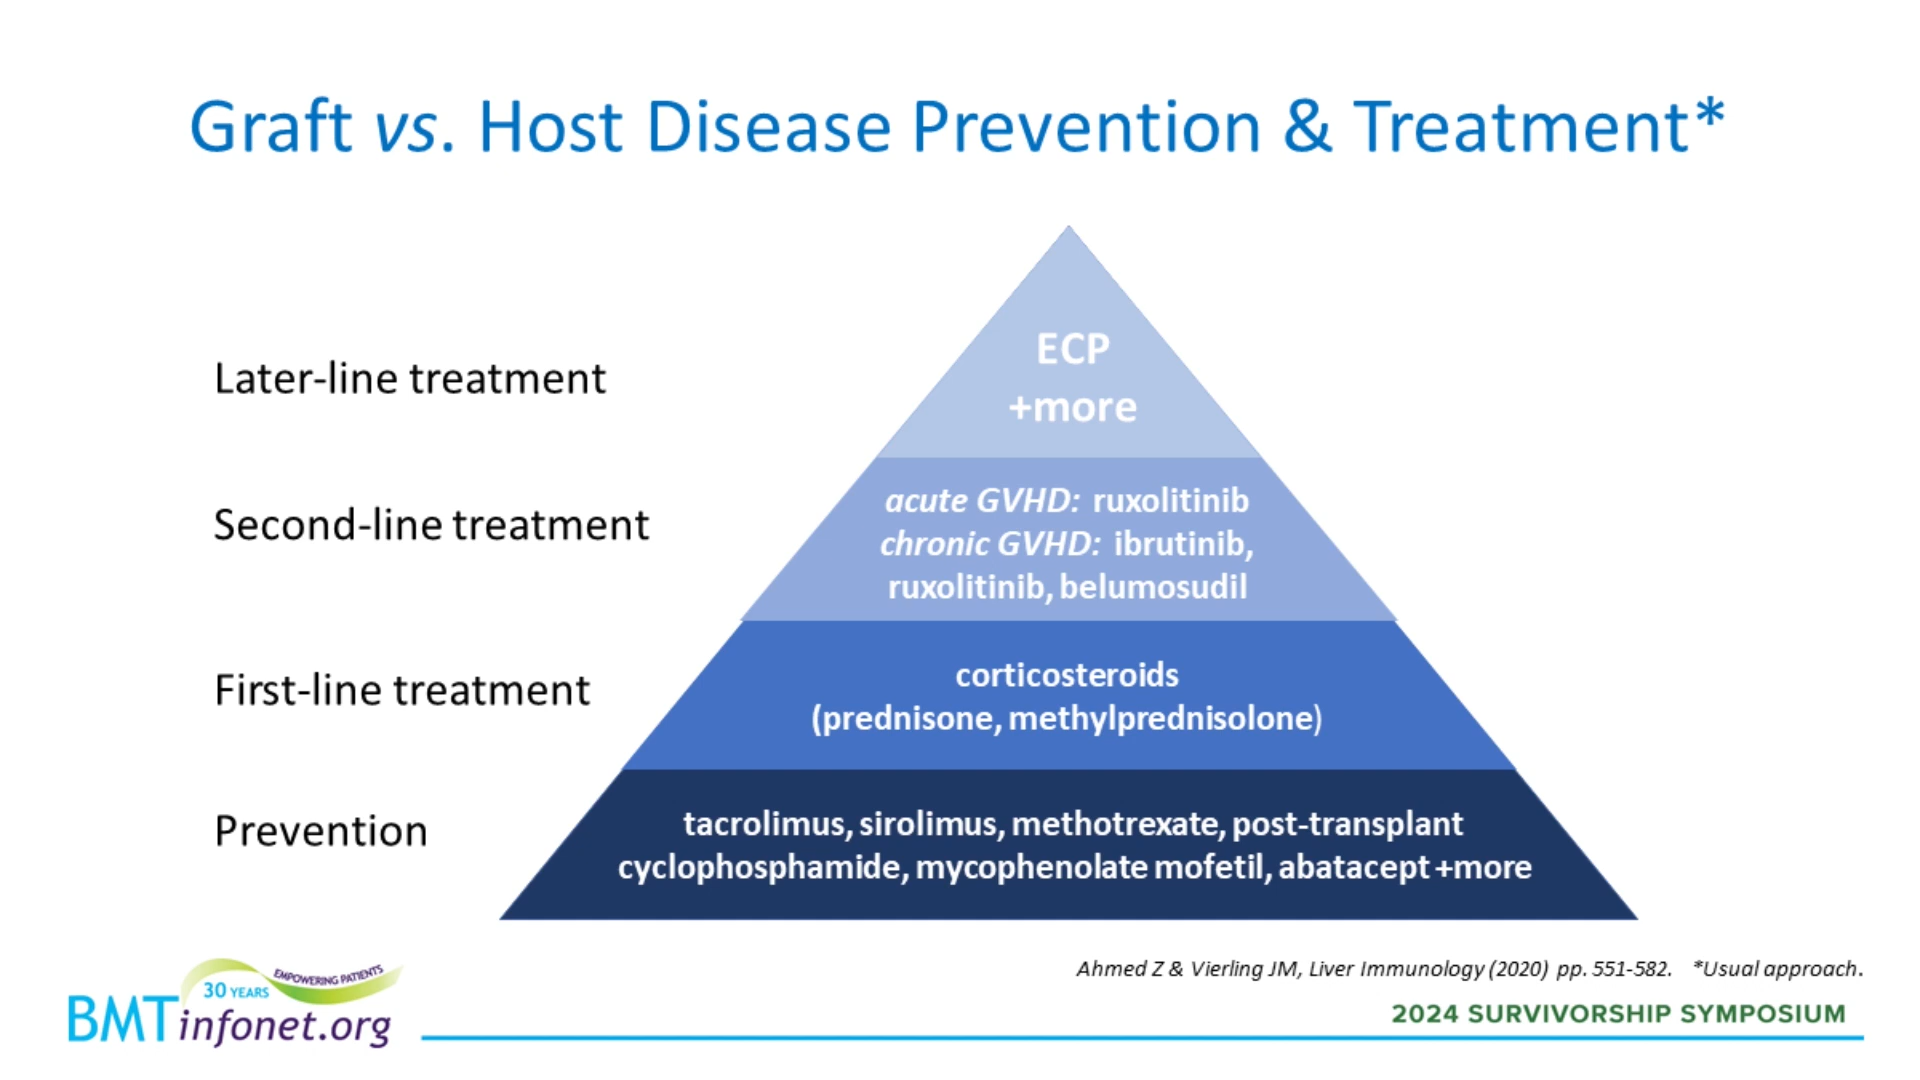 Graft vs. Host Disease Prevention & Treatment*
Later-line treatment
ECP
+more
Second-line treatment
acute GVHD: ruxolitinib
chronic GVHD: ibrutinib,
ruxolitinib, belumosudil
First-line treatment
corticosteroids
(prednisone, methylprednisolone)
Prevention
tacrolimus, sirolimus, methotrexate, post-transplant
cyclophosphamide, mycophenolate mofetil, abatacept +more
Ahmed Z & Vierling JM, Liver Immunology (2020) pp. 551-582. *Usual approach.
EMPOWERING PATIENTS
30 YEARS
BMTinfonet.org
2024 SURVIVORSHIP SYMPOSIUM